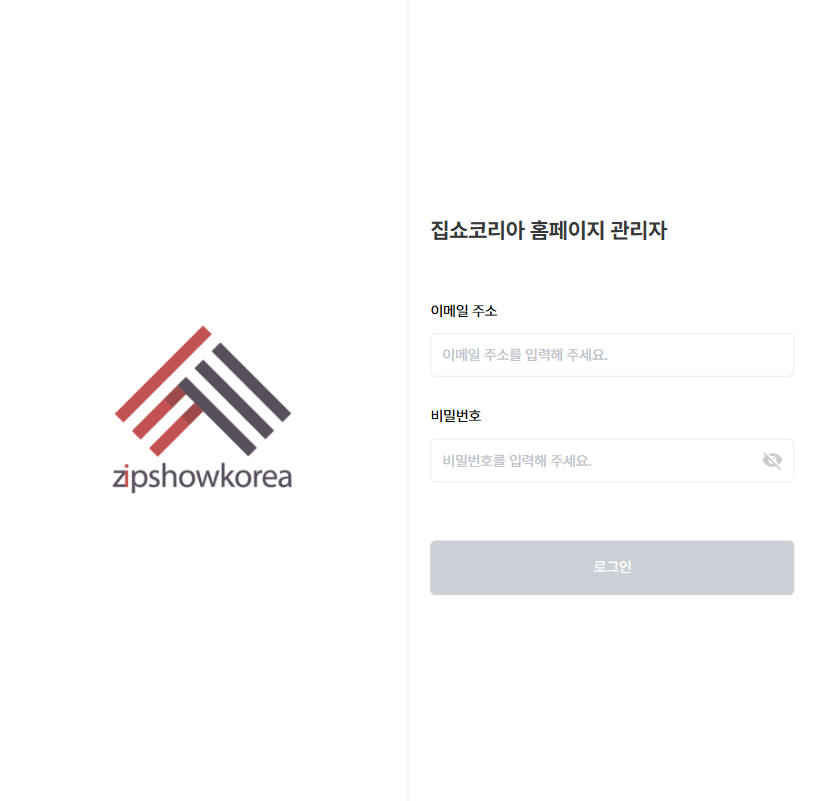 zipshowkorea
집쇼코리아 홈페이지 관리자
이메일 주소
이메일 주소를 입력해 주세요.
비밀번호
비밀번호를 입력해 주세요.
로그인